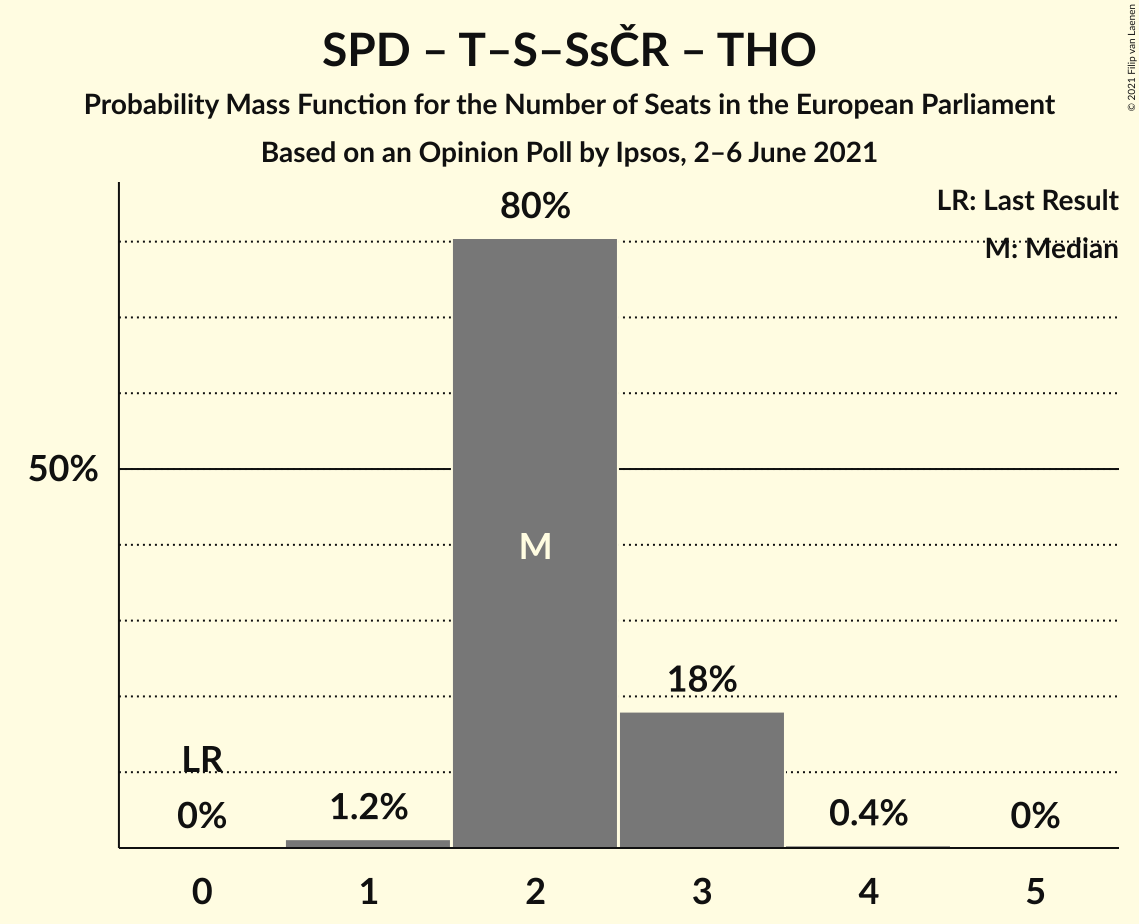 SPD – T–S–SsČR – THO
Probability Mass Function for the Number of Seats in the European Parliament
Based on an Opinion Poll by Ipsos, 2–6 June 2021
© 2021 Filip van Laenen
LR: Last Result
M: Median
80%
50%
M
18%
LR
0%
1.2%
0.4%
0%
0
1
2
3
4
5